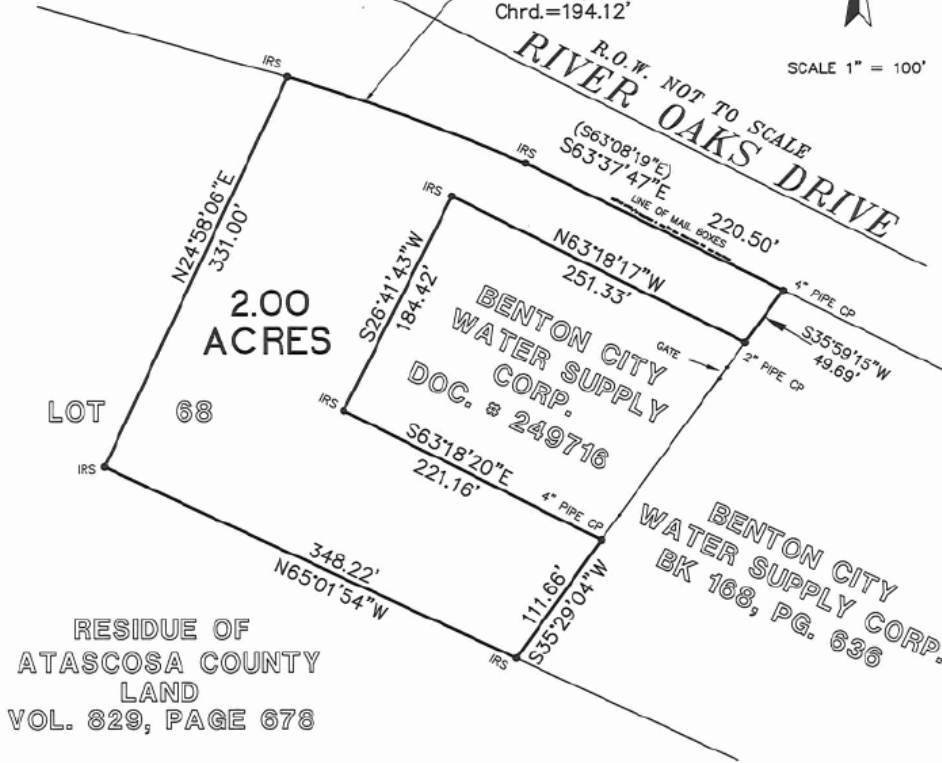 Chrd.=194.12'
SCALE 1" = 100'
R.O.W. NOT TO SCALE
RIVER OAKS DRIVE
IRS
(S63°08'19"E)
S63°37'47"E
220.50'
LINE OF MAIL BOXES
IRS
IRS
N24°58'06"E
331.00'
N63°18'17"W
251.33'
4" PIPE CP
S35°59'15"W
49.69'
GATE
2" PIPE CP
S26°41'43"W
184.42'
2.00
ACRES
BENTON CITY
WATER SUPPLY
CORP.
DOC. # 249716
LOT 68
IRS
S63°18'20"E
221.16'
4" PIPE CP
IRS
BENTON CITY
WATER SUPPLY CORP.
BK 168, PG. 636
348.22'
N65°01'54"W
111.66'
S35°29'04"W
IRS
RESIDUE OF
ATASCOSA COUNTY
LAND
VOL. 829, PAGE 678